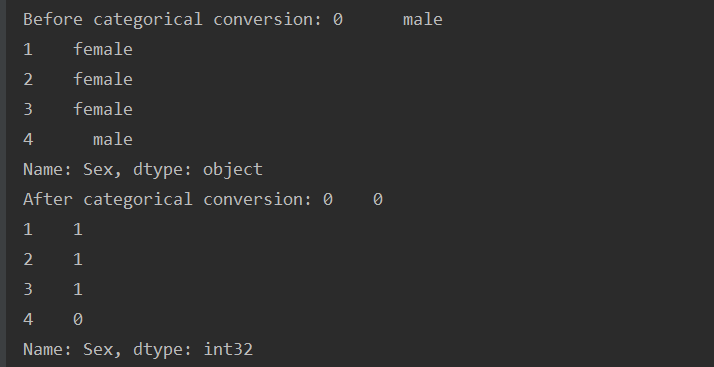 Before categorical conversion: 0      male
1    female
2    female
3    female
4      male
Name: Sex, dtype: object
After categorical conversion: 0    0
1    1
2    1
3    1
4    0
Name: Sex, dtype: int32